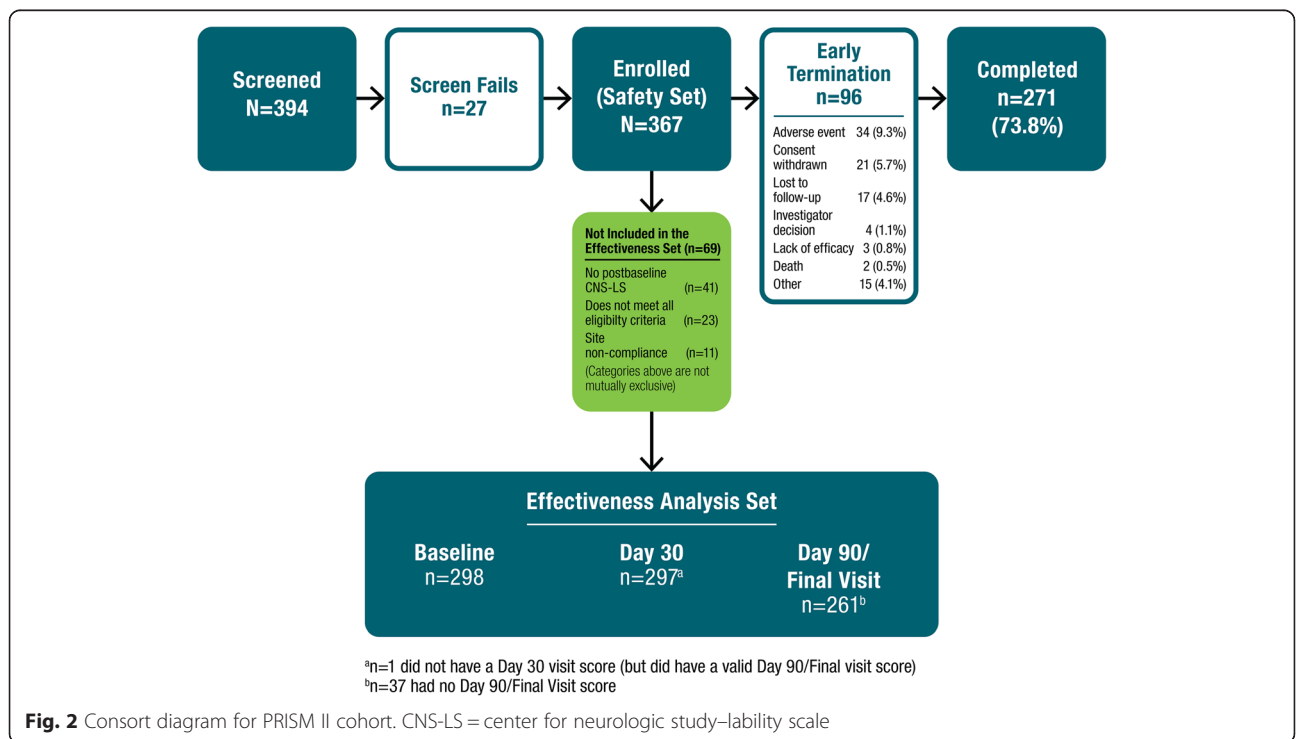 Screened
N=394
Screen Fails
n=27
Enrolled
(Safety Set)
N=367
Early
Termination
n=96
Adverse event 34 (9.3%)
Consent
withdrawn 21 (5.7%)
Lost to
follow-up 17 (4.6%)
Investigator
decision 4 (1.1%)
Lack of efficacy 3 (0.8%)
Death 2 (0.5%)
Other 15 (4.1%)
Completed
n=271
(73.8%)
Not Included in the
Effectiveness Set (n=69)
No postbaseline
CNS-LS (n=41)
Does not meet all
eligibilty criteria (n=23)
Site
non-compliance (n=11)
(Categories above are not
mutually exclusive)
Effectiveness Analysis Set
Baseline
n=298
Day 30
n=297ᵃ
Day 90/
Final Visit
n=261ᵇ
ᵃn=1 did not have a Day 30 visit score (but did have a valid Day 90/Final visit score)
ᵇn=37 had no Day 90/Final Visit score
Fig. 2 Consort diagram for PRISM II cohort. CNS-LS = center for neurologic study–lability scale